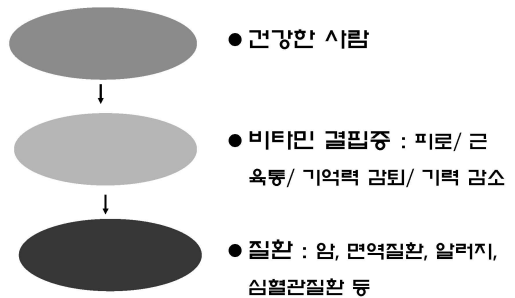 ● 건강한 사람
● 비타민 결핍증 : 피로/ 근
육통/ 기억력 감퇴/ 기력 감소
● 질환 : 암, 면역질환, 알러지,
심혈관질환 등